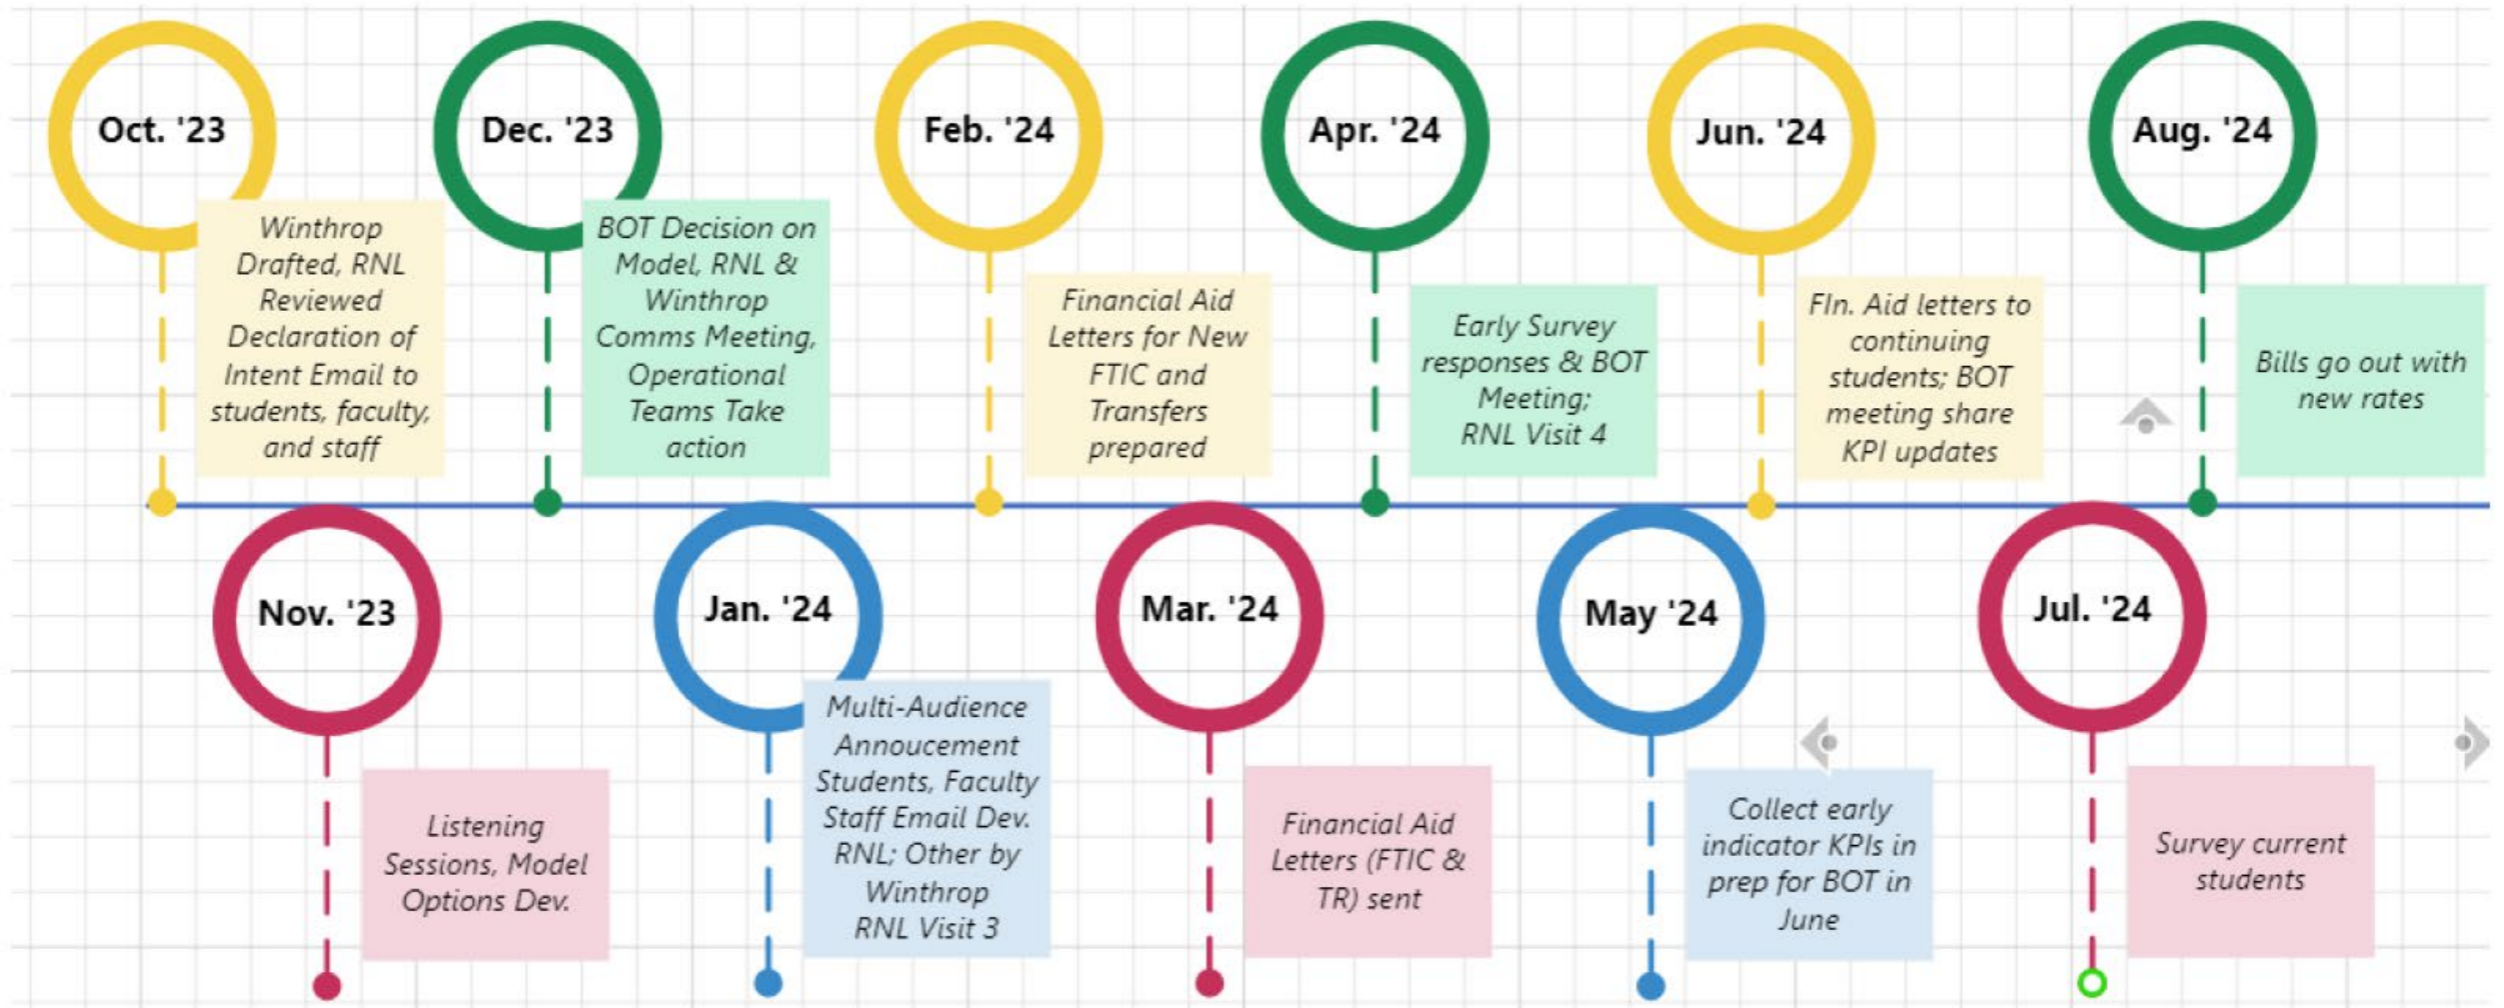 Oct. '23
Winthrop
Drafted, RNL
Reviewed
Declaration of
Intent Email to
students, faculty,
and staff
Nov. '23
Listening
Sessions, Model
Options Dev.
Dec. '23
BOT Decision on
Model, RNL &
Winthrop
Comms Meeting,
Operational
Teams Take
action
Jan. '24
Multi-Audience
Annoucement
Students, Faculty
Staff Email Dev.
RNL; Other by
Winthrop
RNL Visit 3
Feb. '24
Financial Aid
Letters for New
FTIC and
Transfers
prepared
Mar. '24
Financial Aid
Letters (FTIC &
TR) sent
Apr. '24
Early Survey
responses & BOT
Meeting;
RNL Visit 4
May '24
Collect early
indicator KPIs in
prep for BOT in
June
Jun. '24
FIn. Aid letters to
continuing
students; BOT
meeting share
KPI updates
Jul. '24
Survey current
students
Aug. '24
Bills go out with
new rates